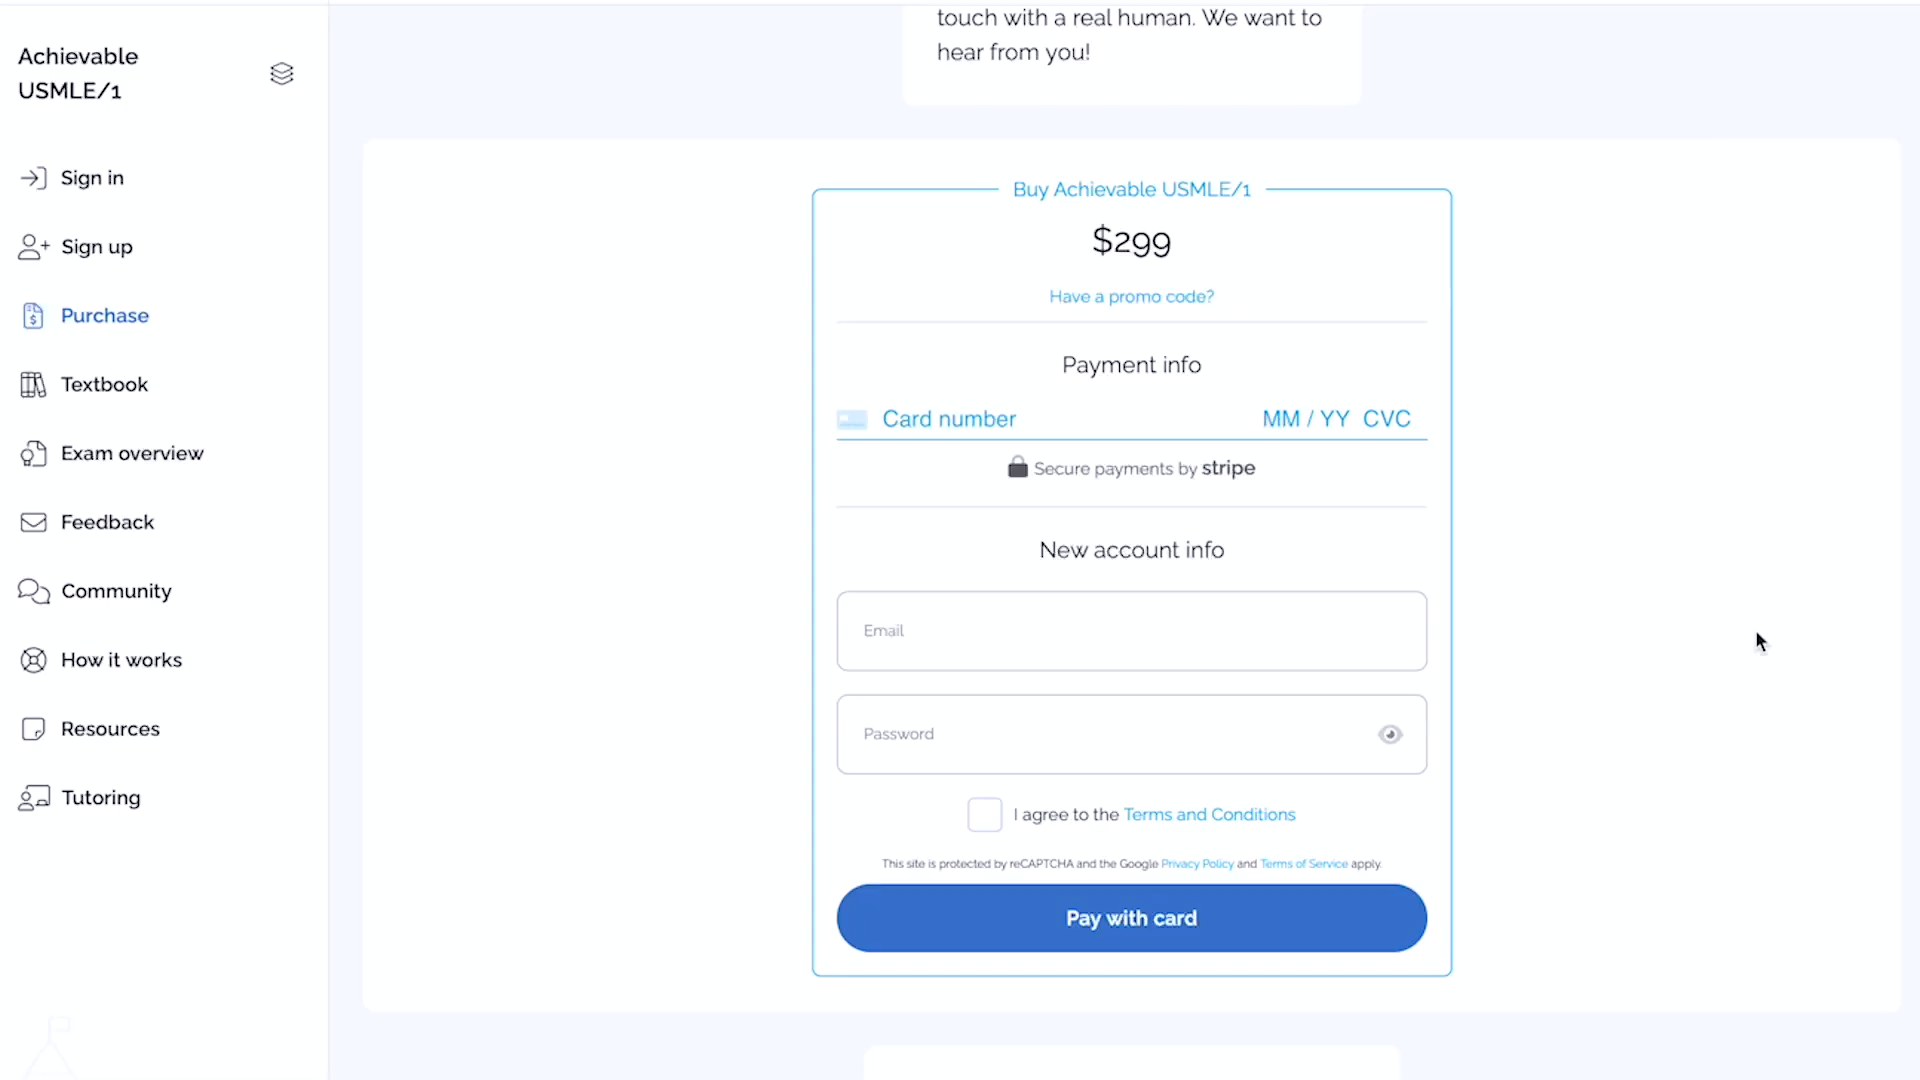 touch with a real human. We want to
hear from you!
Achievable
USMLE/1
Sign in
Sign up
Purchase
Textbook
Exam overview
Feedback
Community
How it works
Resources
Tutoring
Buy Achievable USMLE/1
$299
Have a promo code?
Payment info
Card number MM / YY CVC
Secure payments by stripe
New account info
Email
Password
I agree to the Terms and Conditions
This site is protected by reCAPTCHA and the Google Privacy Policy and Terms of Service apply.
Pay with card